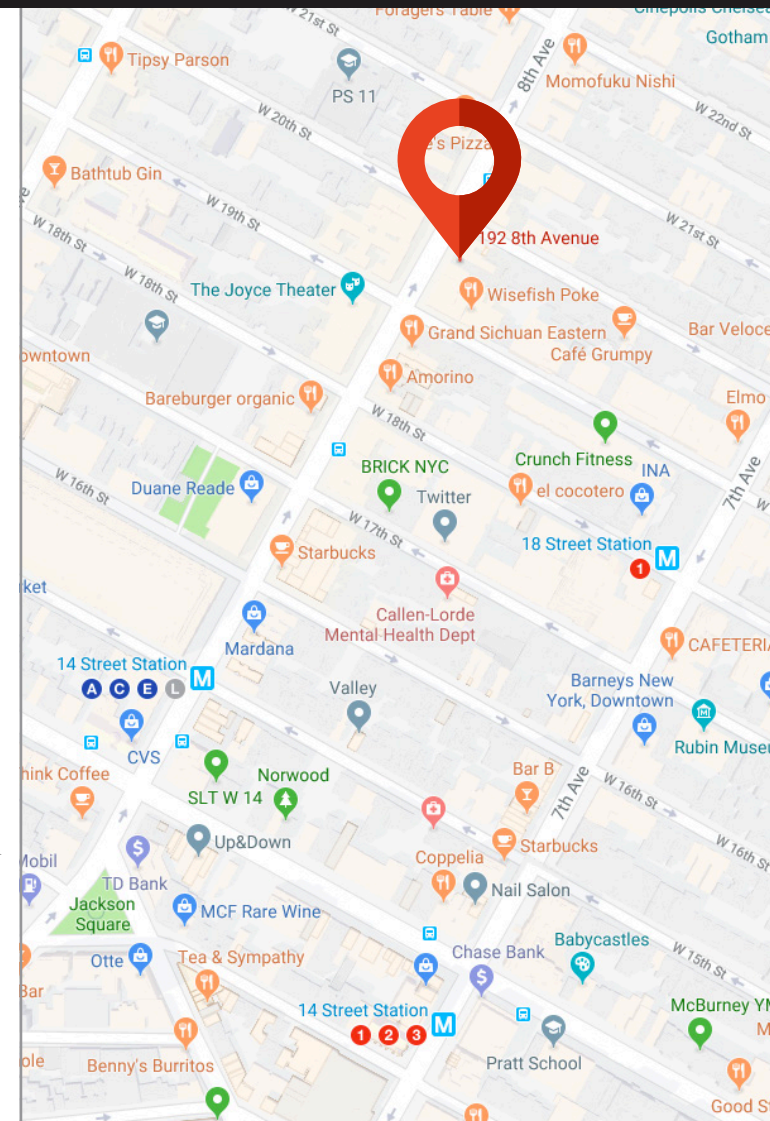 Foragers Table
W 21st St
Gotham
8th Ave
Tipsy Parson
PS 11
Momofuku Nishi
W 20th St
W 22nd St
e's Pizza
Bathtub Gin
W 19th St
W 18th St
192 8th Avenue
W 21st St
W 18th St
The Joyce Theater
Wisefish Poke
Grand Sichuan Eastern
Bar Veloce
Café Grumpy
owntown
Amorino
Bareburger organic
Elmo
W 18th St
BRICK NYC
Crunch Fitness
INA
7th Ave
W 16th St
Duane Reade
Twitter
el cocotero
W 17th St
18 Street Station
M
1
Starbucks
rket
Callen-Lorde
Mental Health Dept
Mardana
CAFETERIA
14 Street Station
M
A C E L
Valley
Barneys New
York, Downtown
CVS
Rubin Museu
hink Coffee
Norwood
SLT W 14
Bar B
7th Ave
W 16th St
Up&Down
Starbucks
W 16th St
Mobil
TD Bank
Coppelia
Nail Salon
Jackson
Square
MCF Rare Wine
Otte
Tea & Sympathy
Chase Bank
Babycastles
W 15th St
Bar
14 Street Station
M
1 2 3
McBurney YM
M
Pratt School
ole
Benny's Burritos
Good St